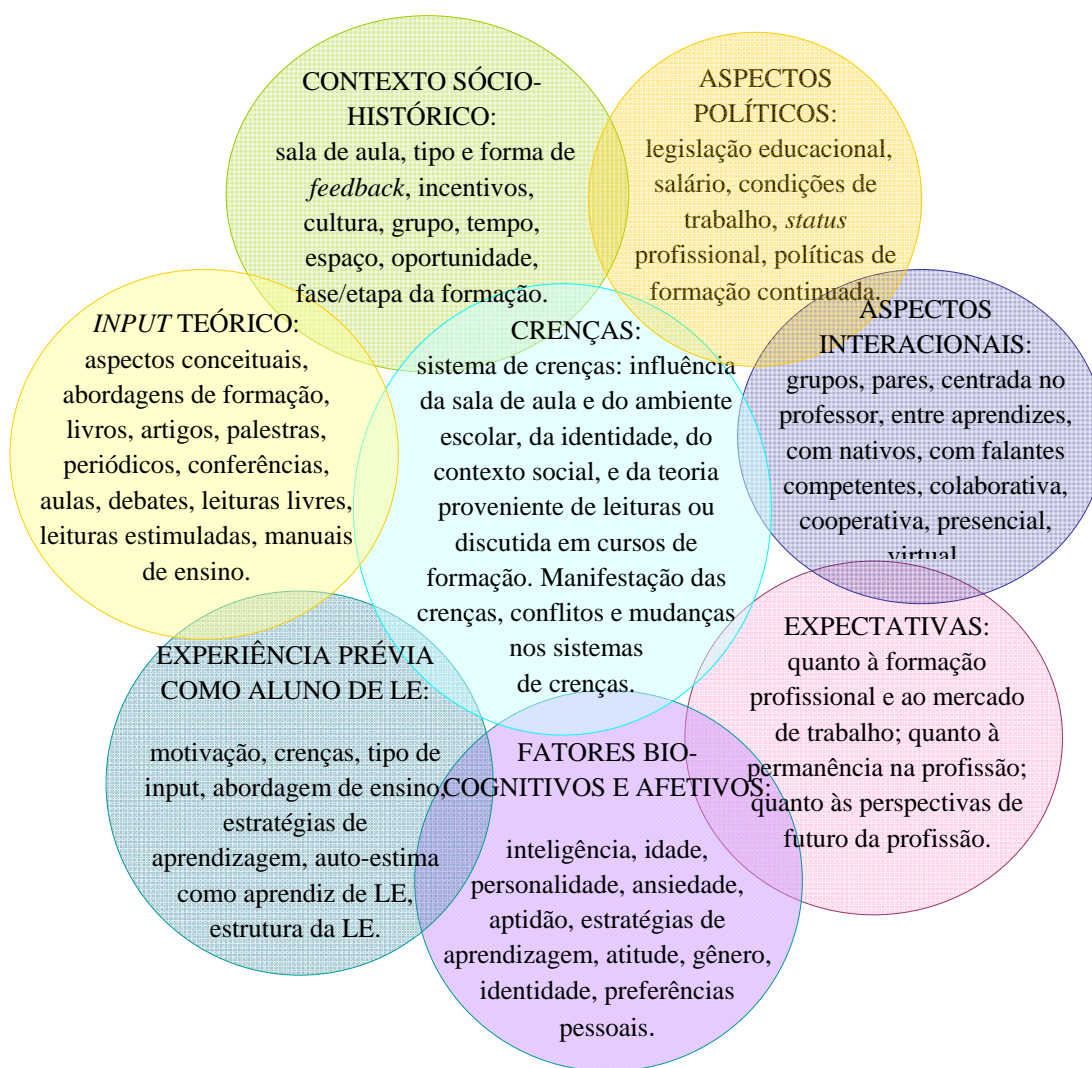 CONTEXTO SÓCIO-
HISTÓRICO:
sala de aula, tipo e forma de
feedback, incentivos,
cultura, grupo, tempo,
espaço, oportunidade,
fase/etapa da formação.
ASPECTOS
POLÍTICOS:
legislação educacional,
salário, condições de
trabalho, status
profissional, políticas de
formação continuada.
INPUT TEÓRICO:
aspectos conceituais,
abordagens de formação,
livros, artigos, palestras,
periódicos, conferências,
aulas, debates, leituras livres,
leituras estimuladas, manuais
de ensino.
CRENÇAS:
sistema de crenças: influência
da sala de aula e do ambiente
escolar, da identidade, do
contexto social, e da teoria
proveniente de leituras ou
discutida em cursos de
formação. Manifestação das
crenças, conflitos e mudanças
nos sistemas
de crenças.
ASPECTOS
INTERACIONAIS:
grupos, pares, centrada no
professor, entre aprendizes,
com nativos, com falantes
competentes, colaborativa,
cooperativa, presencial,
virtual
EXPERIÊNCIA PRÉVIA
COMO ALUNO DE LE:
motivação, crenças, tipo de
input, abordagem de ensino,
estratégias de
aprendizagem, auto-estima
como aprendiz de LE,
estrutura da LE.
FATORES BIO-
COGNITIVOS E AFETIVOS:
inteligência, idade,
personalidade, ansiedade,
aptidão, estratégias de
aprendizagem, atitude, gênero,
identidade, preferências
pessoais.
EXPECTATIVAS:
quanto à formação
profissional e ao mercado
de trabalho; quanto à
permanência na profissão;
quanto às perspectivas de
futuro da profissão.